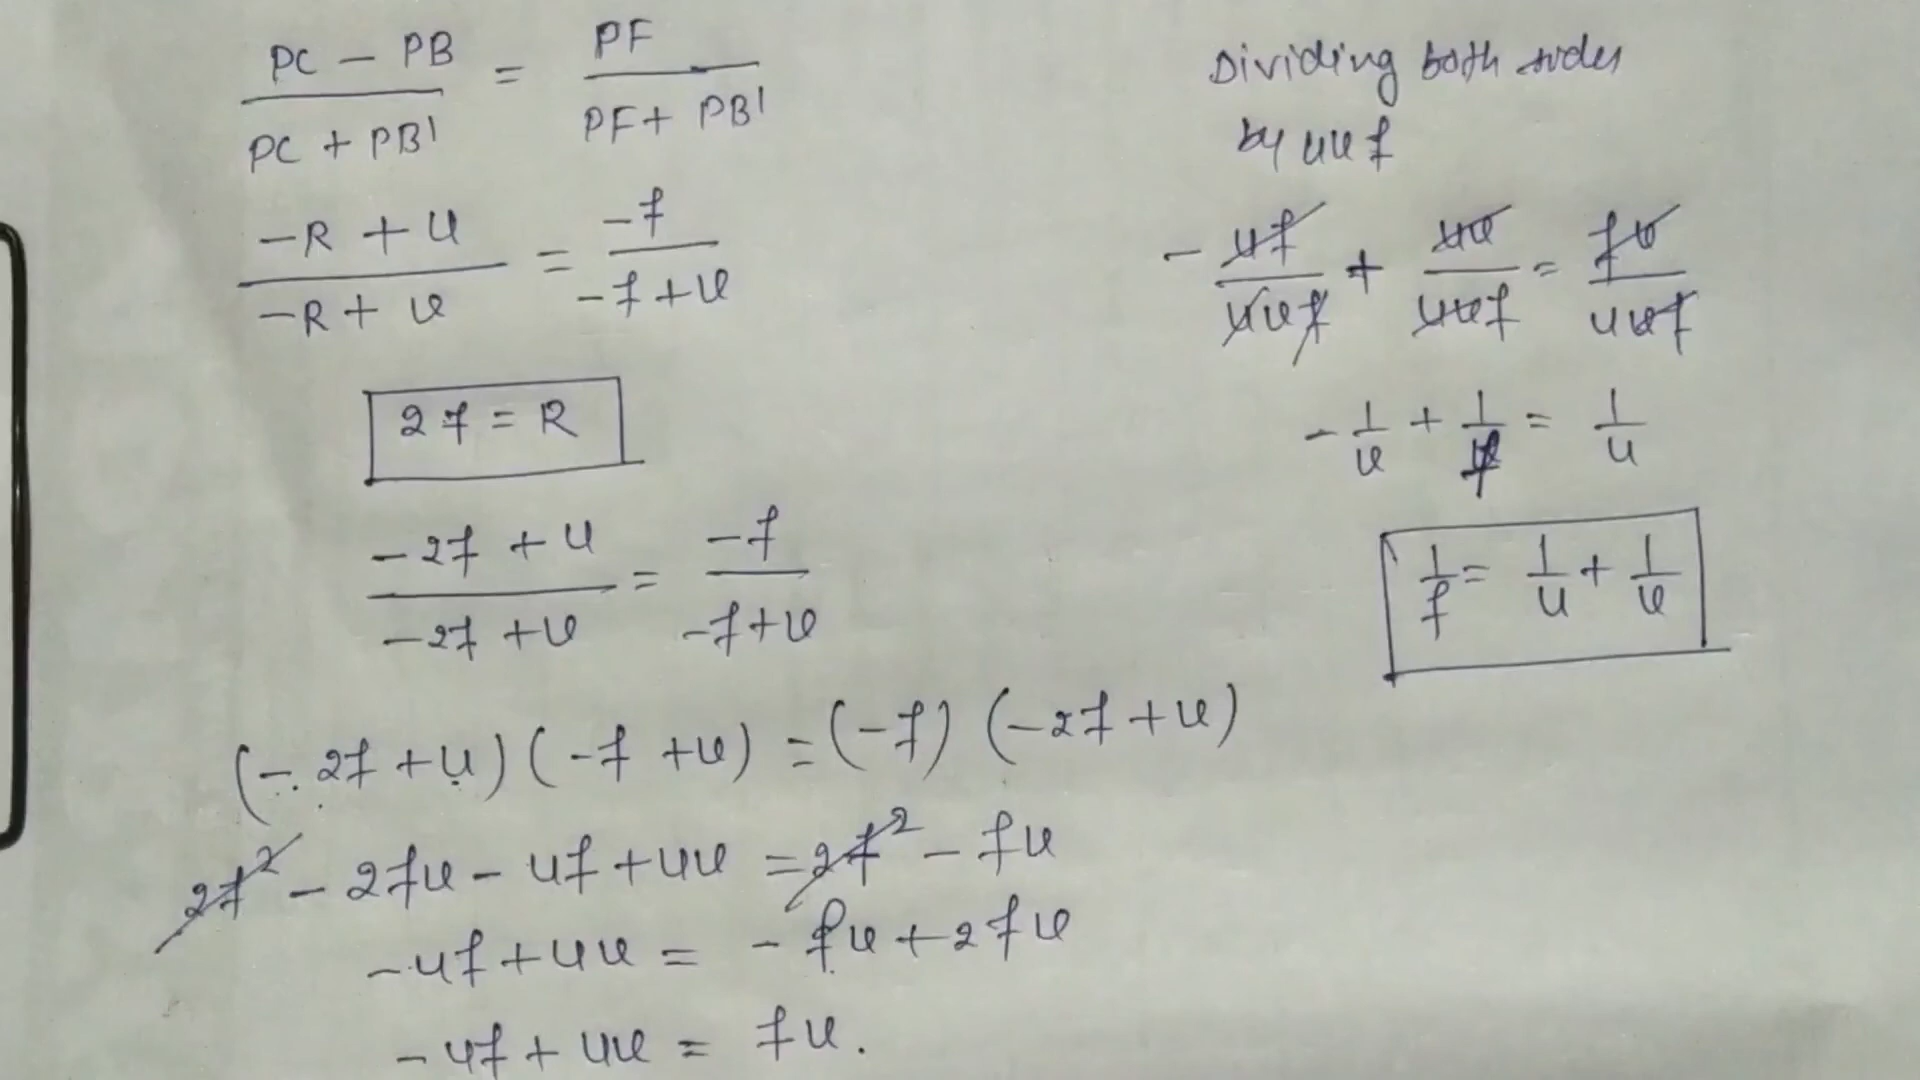 PC - PB / PC + PB' = PF / PF + PB'
-R + u / -R + v = -f / -f + v
2f = R
-2f + u / -2f + v = -f / -f + v
(-2f + u) (-f + v) = (-f) (-2f + v)
2f² - 2fv - uf + uv = 2f² - fv
-uf + uv = - fv + 2fv
-uf + uv = fv.
Dividing both sides
by uvf
- uf / uvf + uv / uvf = fv / uvf
- 1/v + 1/f = 1/u
1/f = 1/u + 1/v